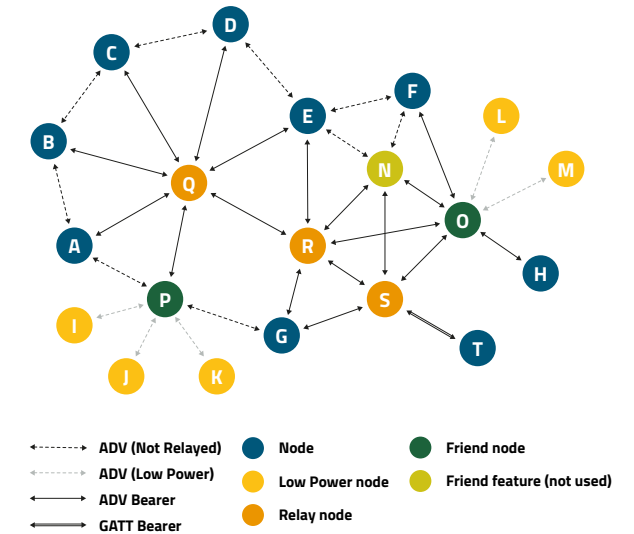 D
C
F
E
L
B
N
M
Q
O
A
R
H
P
S
I
G
T
J
K
ADV (Not Relayed)
Node
Friend node
ADV (Low Power)
Low Power node
Friend feature (not used)
ADV Bearer
Relay node
GATT Bearer